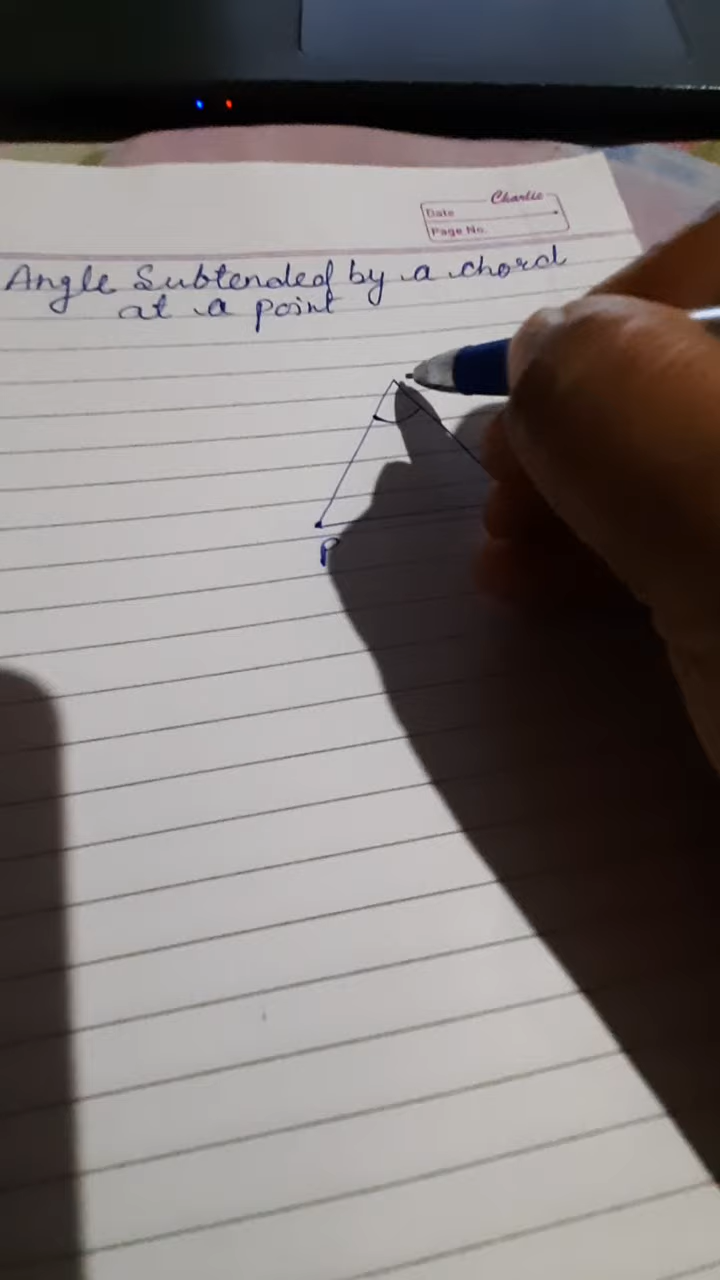 Charlie
Date
Page No.
Angle Subtended by a chord
at a point
P